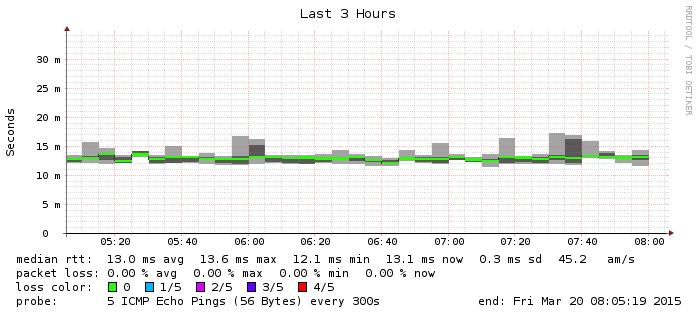 Last 3 Hours
RRDTOOL / TOBI OETIKER
Seconds
30 m
25 m
20 m
15 m
10 m
5 m
0
05:20 05:40 06:00 06:20 06:40 07:00 07:20 07:40 08:00
median rtt: 13.0 ms avg 13.6 ms max 12.1 ms min 13.1 ms now 0.3 ms sd 45.2 am/s
packet loss: 0.00 % avg 0.00 % max 0.00 % min 0.00 % now
loss color: 0 1/5 2/5 3/5 4/5
probe: 5 ICMP Echo Pings (56 Bytes) every 300s end: Fri Mar 20 08:05:19 2015